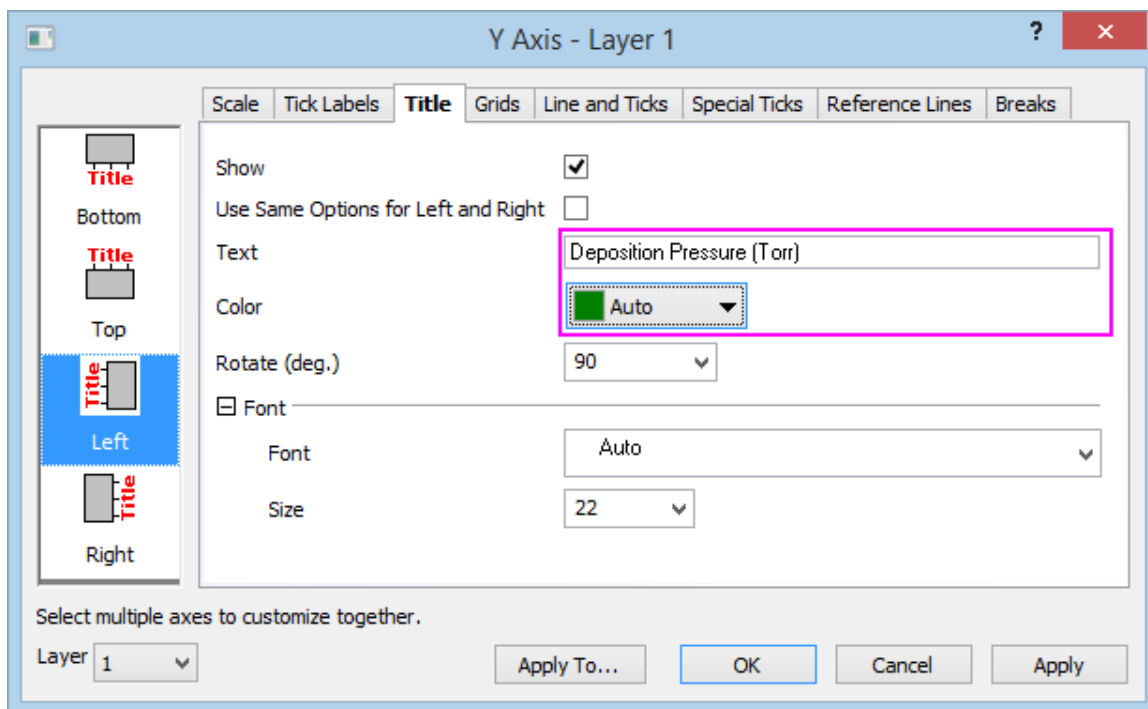 Y Axis - Layer 1
?
Scale Tick Labels Title Grids Line and Ticks Special Ticks Reference Lines Breaks
Title
Bottom
Title
Top
Title
Left
Title
Right
Show
Use Same Options for Left and Right
Text Deposition Pressure (Torr)
Color Auto
Rotate (deg.) 90
Font
Font Auto
Size 22
Select multiple axes to customize together.
Layer 1 Apply To... OK Cancel Apply